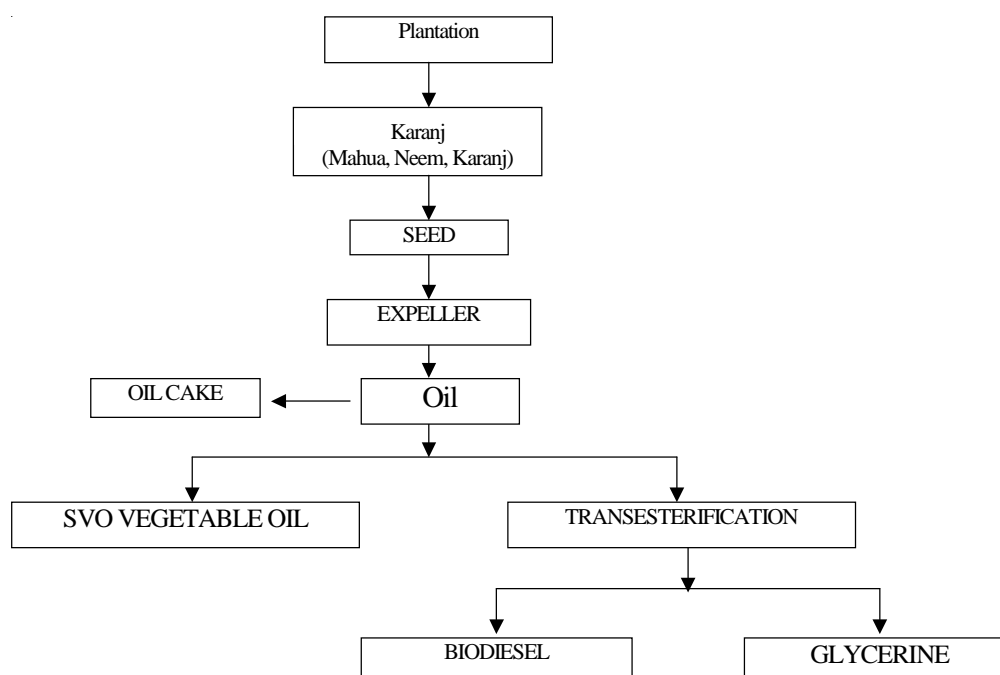 Plantation
Karanj
(Mahua, Neem, Karanj)
SEED
EXPELLER
OIL CAKE
Oil
SVO VEGETABLE OIL
TRANSESTERIFICATION
BIODIESEL
GLYCERINE